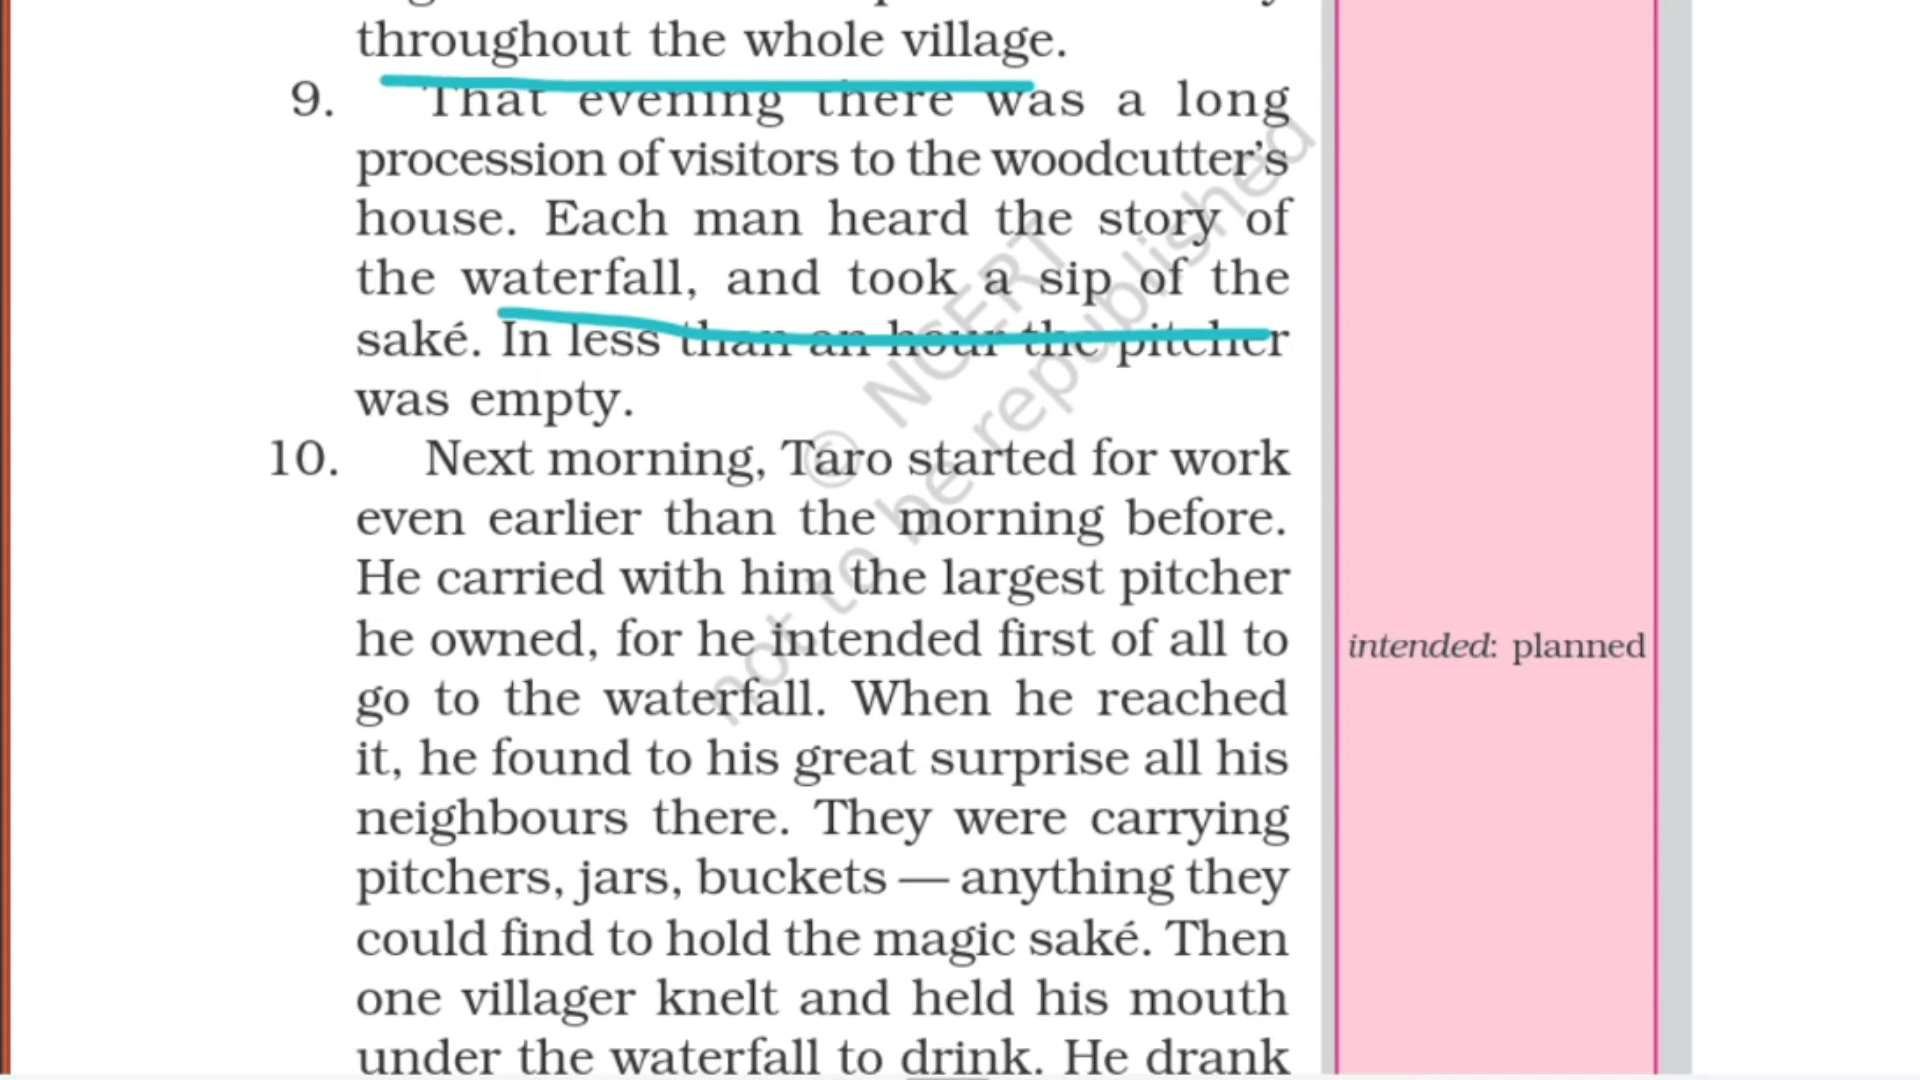 throughout the whole village.
9. That evening there was a long
procession of visitors to the woodcutter's
house. Each man heard the story of
the waterfall, and took a sip of the
saké. In less than an hour the pitcher
was empty.
10. Next morning, Taro started for work
even earlier than the morning before.
He carried with him the largest pitcher
he owned, for he intended first of all to
go to the waterfall. When he reached
it, he found to his great surprise all his
neighbours there. They were carrying
pitchers, jars, buckets — anything they
could find to hold the magic saké. Then
one villager knelt and held his mouth
under the waterfall to drink. He drank
intended: planned
© NCERT
not to be republished